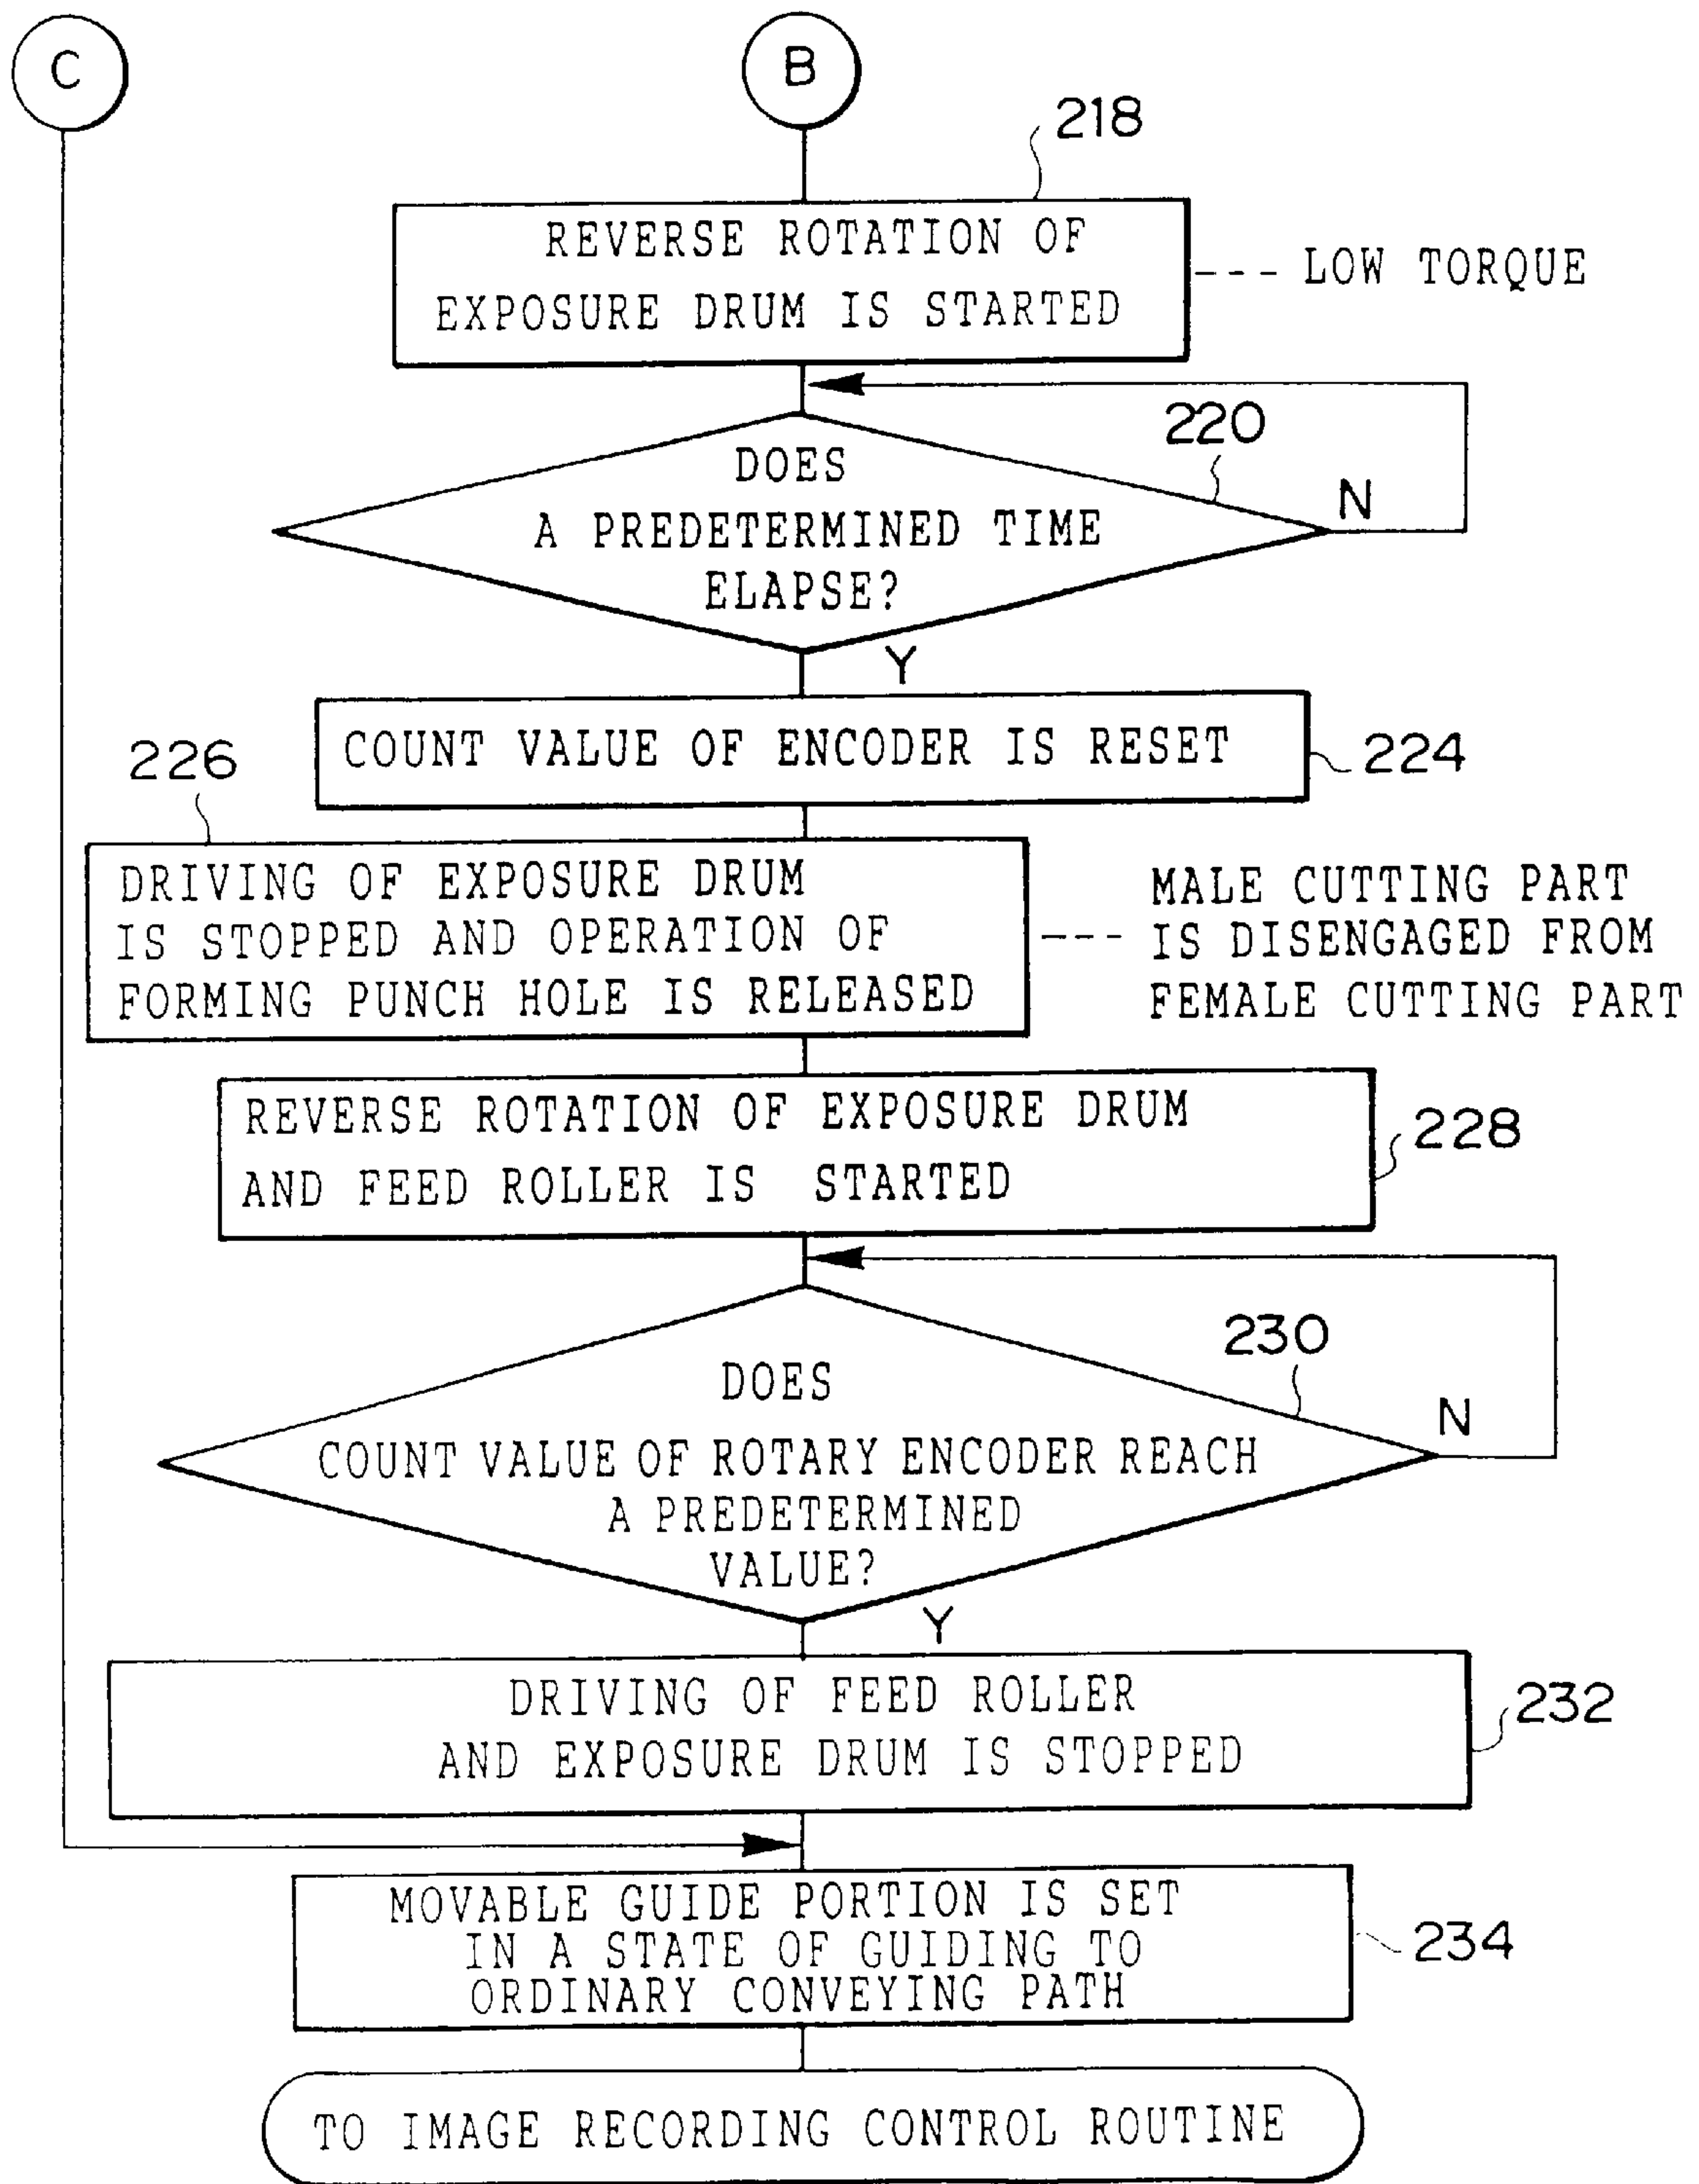 C
B
218
REVERSE ROTATION OF
EXPOSURE DRUM IS STARTED
--- LOW TORQUE
220
DOES
A PREDETERMINED TIME
ELAPSE?
N
Y
COUNT VALUE OF ENCODER IS RESET
224
226
DRIVING OF EXPOSURE DRUM
IS STOPPED AND OPERATION OF
FORMING PUNCH HOLE IS RELEASED
MALE CUTTING PART
--- IS DISENGAGED FROM
FEMALE CUTTING PART
REVERSE ROTATION OF EXPOSURE DRUM
AND FEED ROLLER IS STARTED
228
230
DOES
COUNT VALUE OF ROTARY ENCODER REACH
A PREDETERMINED
VALUE?
N
Y
DRIVING OF FEED ROLLER
AND EXPOSURE DRUM IS STOPPED
232
MOVABLE GUIDE PORTION IS SET
IN A STATE OF GUIDING TO
ORDINARY CONVEYING PATH
234
TO IMAGE RECORDING CONTROL ROUTINE